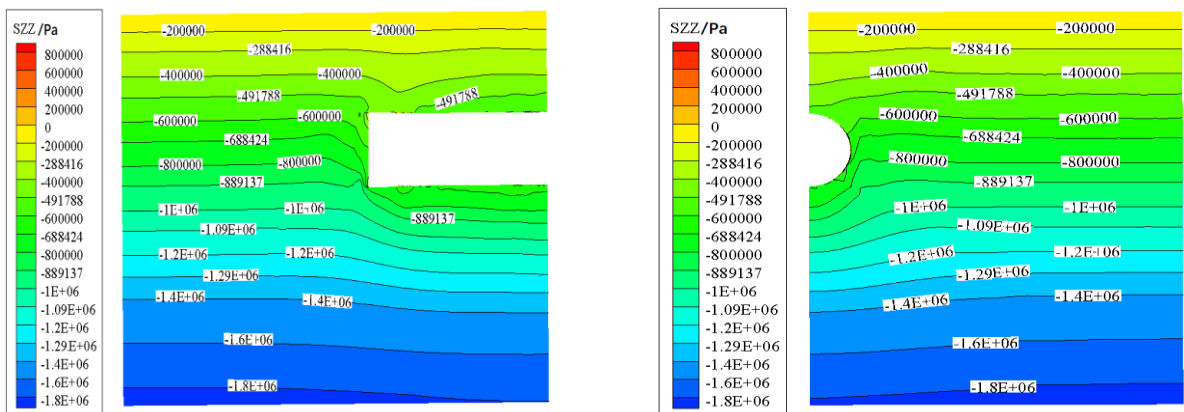 SZZ/Pa
800000
600000
400000
200000
0
-200000
-288416
-400000
-491788
-600000
-688424
-800000
-889137
-1E+06
-1.09E+06
-1.2E+06
-1.29E+06
-1.4E+06
-1.6E+06
-1.8E+06
-200000 -200000
-288416
-400000 -400000
-491788 -491788
-600000 -600000
-688424
-800000 -800000
-889137
-1E+06 -1E+06 -889137
-1.09E+06
-1.2E+06 -1.2E+06
-1.29E+06
-1.4E+06 -1.4E+06
-1.6E+06
-1.8E+06
SZZ/Pa
800000
600000
400000
200000
0
-200000
-288416
-400000
-491788
-600000
-688424
-800000
-889137
-1E+06
-1.09E+06
-1.2E+06
-1.29E+06
-1.4E+06
-1.6E+06
-1.8E+06
-200000 -200000
-288416
-400000 -400000
-491788
-600000 -600000
-688424
-800000 -800000
-889137
-1E+06 -1E+06
-1.09E+06
-1.2E+06 -1.2E+06
-1.29E+06
-1.4E+06 -1.4E+06
-1.6E+06
-1.8E+06